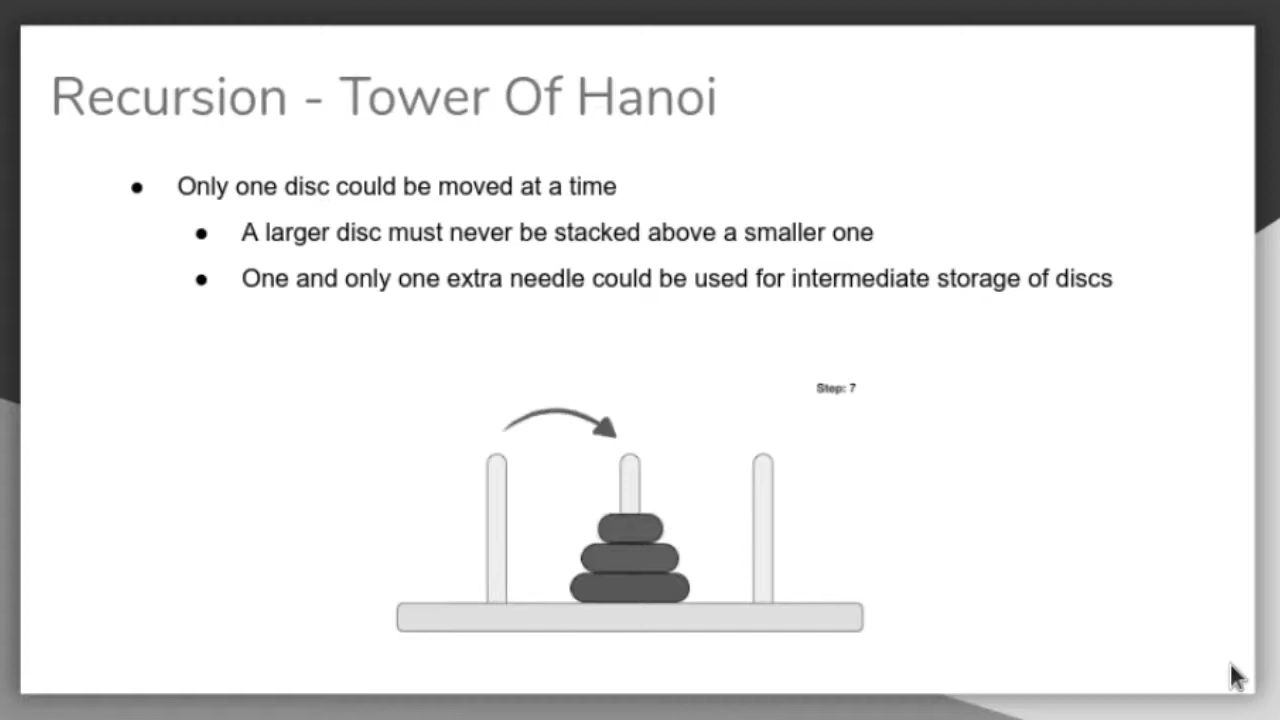 Recursion - Tower Of Hanoi
● Only one disc could be moved at a time
● A larger disc must never be stacked above a smaller one
● One and only one extra needle could be used for intermediate storage of discs
Step: 7